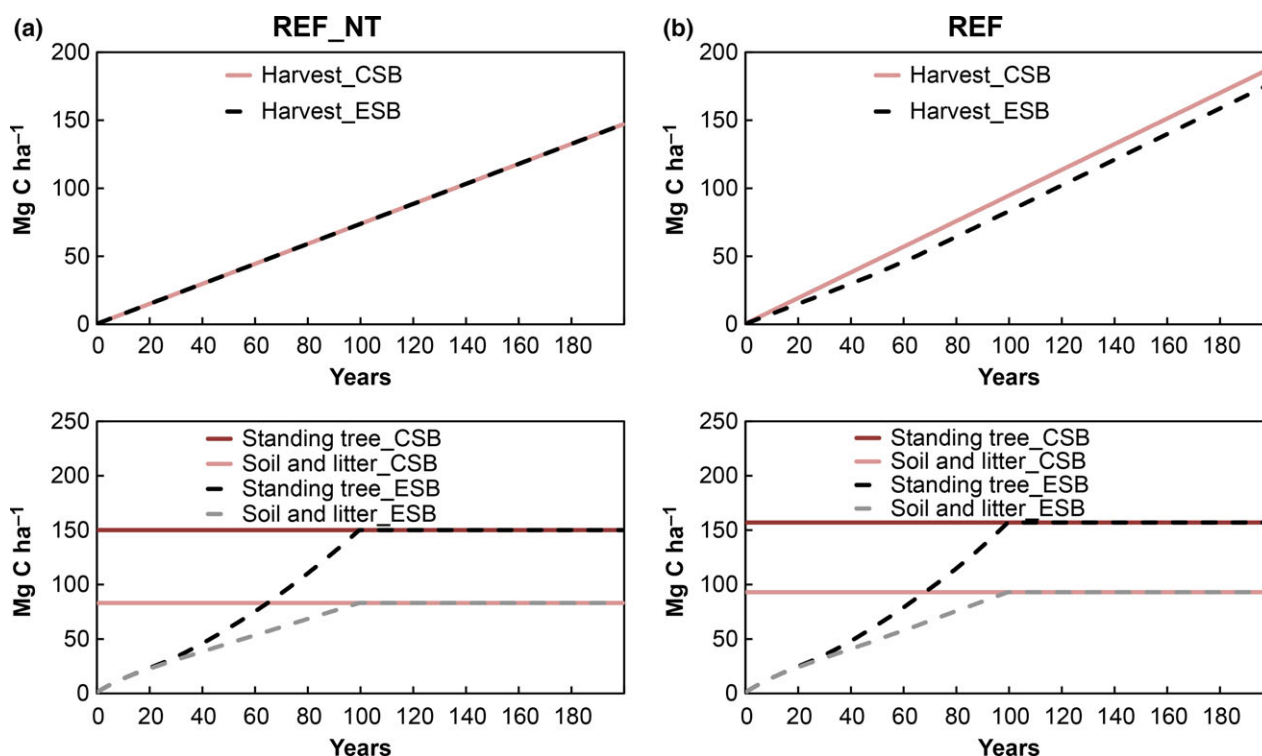 (a)
REF_NT
Mg C ha⁻¹
200
150
100
50
0
Harvest_CSB
Harvest_ESB
0 20 40 60 80 100 120 140 160 180
Years
(b)
REF
Mg C ha⁻¹
200
150
100
50
0
Harvest_CSB
Harvest_ESB
0 20 40 60 80 100 120 140 160 180
Years
Mg C ha⁻¹
250
200
150
100
50
0
Standing tree_CSB
Soil and litter_CSB
Standing tree_ESB
Soil and litter_ESB
0 20 40 60 80 100 120 140 160 180
Years
Mg C ha⁻¹
250
200
150
100
50
0
Standing tree_CSB
Soil and litter_CSB
Standing tree_ESB
Soil and litter_ESB
0 20 40 60 80 100 120 140 160 180
Years